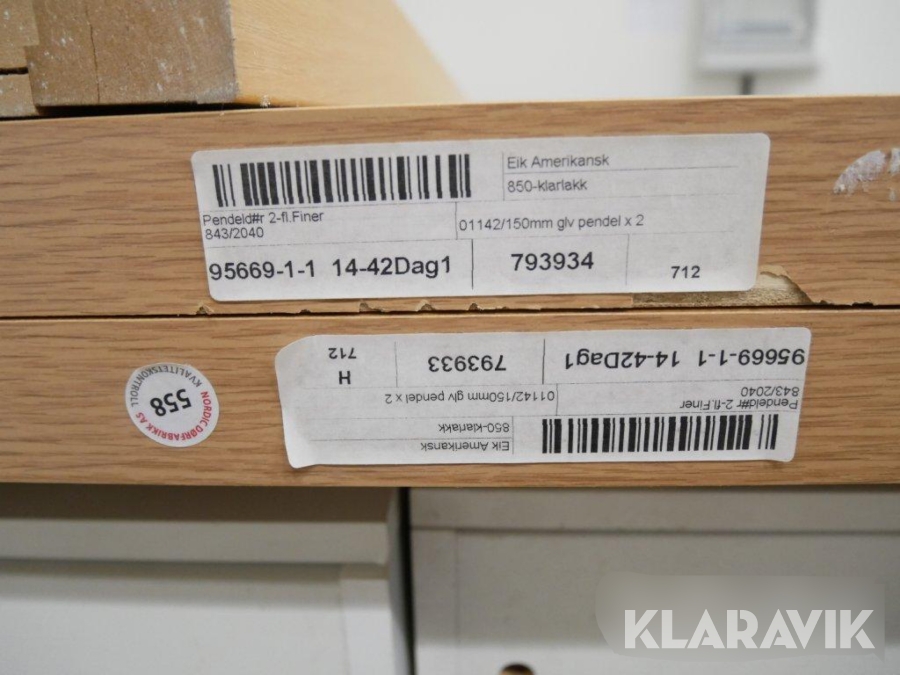 Eik Amerikansk
850-klarlakk
Pendeld#r 2-fl.Finer
843/2040
01142/150mm glv pendel x 2
95669-1-1 14-42Dag1
793934
712
95669-1-1 14-42Dag1
793933
H
712
Pendeld#r 2-fl.Finer
843/2040
01142/150mm glv pendel x 2
Eik Amerikansk
850-klarlakk
NORDIC DØRFABRIKK AS
KVALITETSKONTROLL
558
KLARAVIK